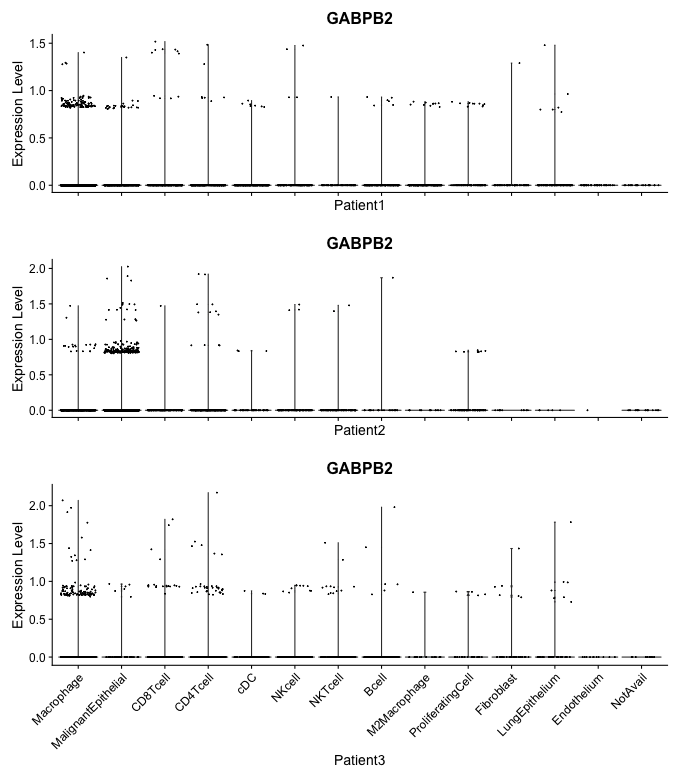 GABPB2
Expression Level
1.5
1.0
0.5
0.0
Patient1
GABPB2
Expression Level
2.0
1.5
1.0
0.5
0.0
Patient2
GABPB2
Expression Level
2.0
1.5
1.0
0.5
0.0
Macrophage
MalignantEpithelial
CD8Tcell
CD4Tcell
cDC
NKcell
NKTcell
Bcell
M2Macrophage
ProliferatingCell
Fibroblast
LungEpithelium
Endothelium
NotAvail
Patient3